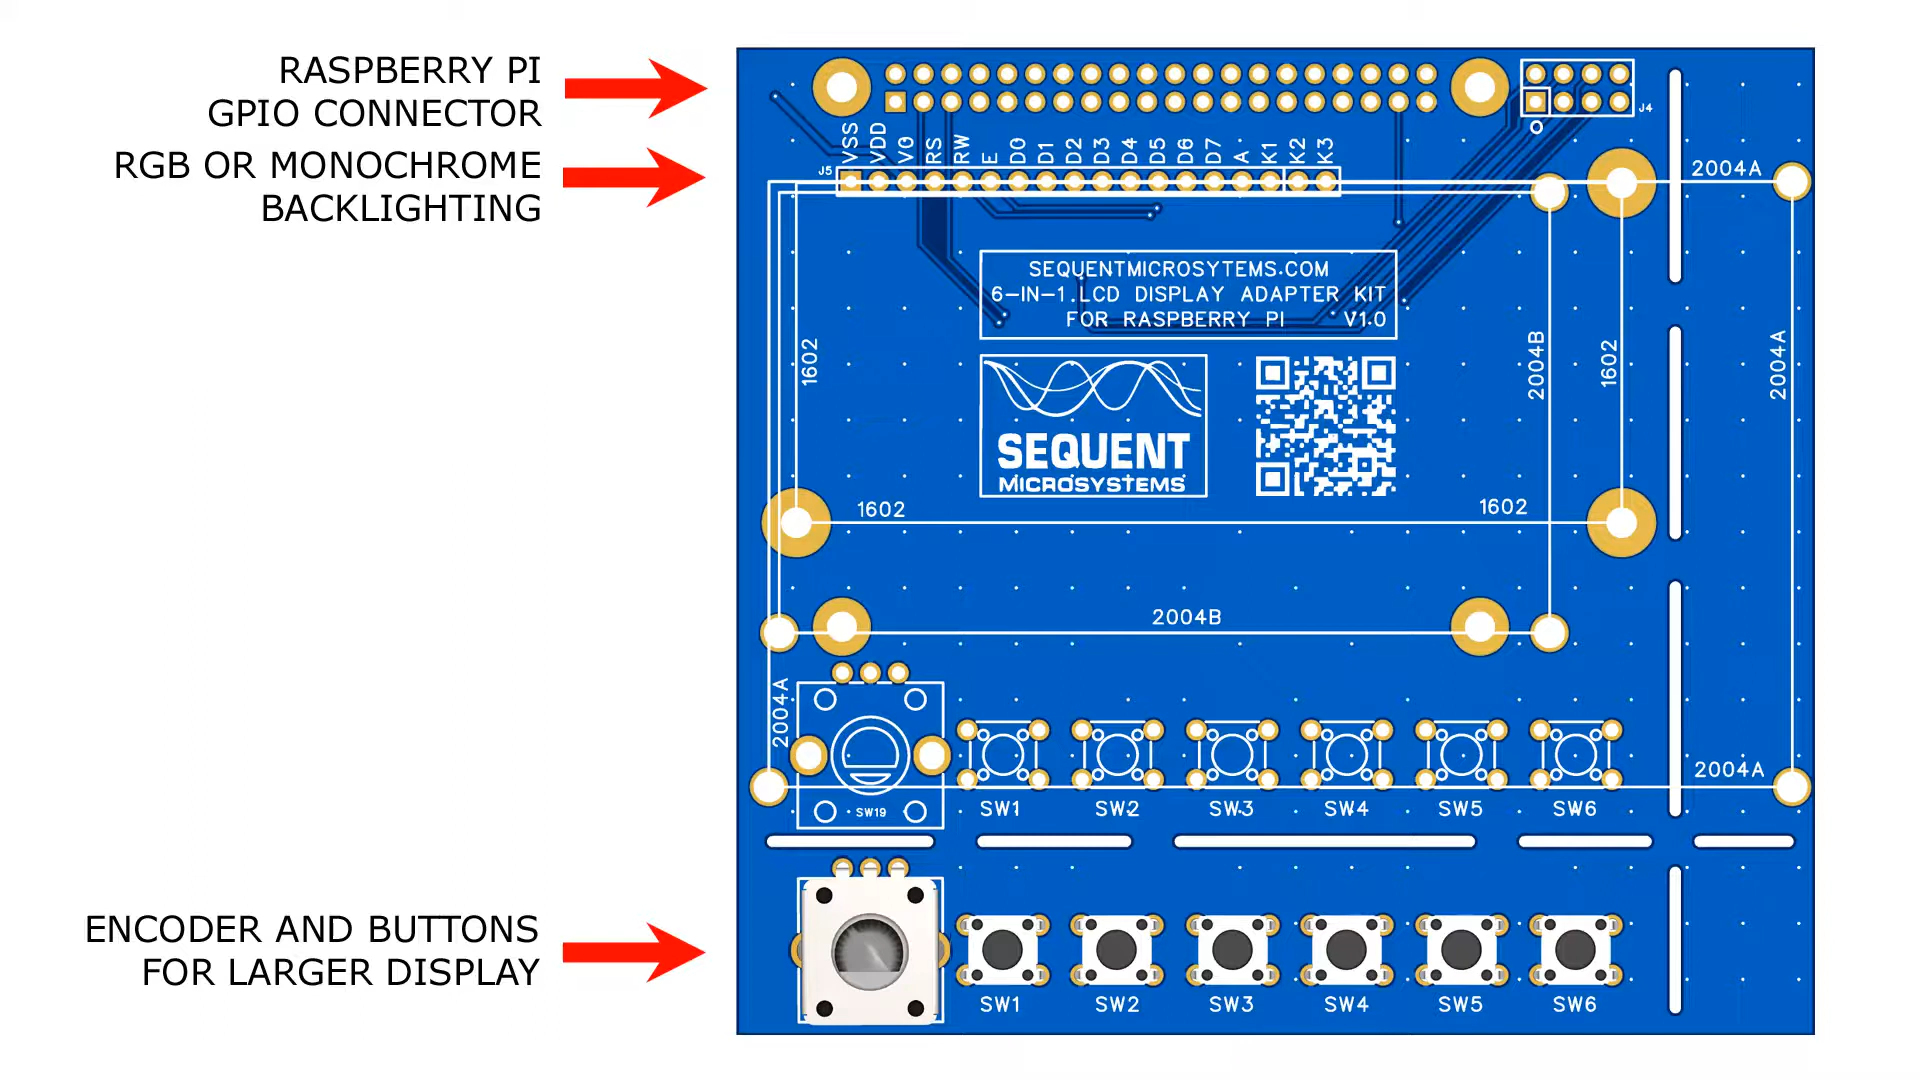 RASPBERRY PI
GPIO CONNECTOR
RGB OR MONOCHROME
BACKLIGHTING
ENCODER AND BUTTONS
FOR LARGER DISPLAY
J4
J5
VSS
VDD
V0
RS
RW
E
D0
D1
D2
D3
D4
D5
D6
D7
A
K1
K2
K3
2004A
SEQUENTMICROSYTEMS.COM
6-IN-1 LCD DISPLAY ADAPTER KIT
FOR RASPBERRY PI V1.0
1602
2004B
1602
2004A
SEQUENT
MICROSYSTEMS
1602
1602
2004B
2004A
2004A
SW19
SW1 SW2 SW3 SW4 SW5 SW6
SW1 SW2 SW3 SW4 SW5 SW6